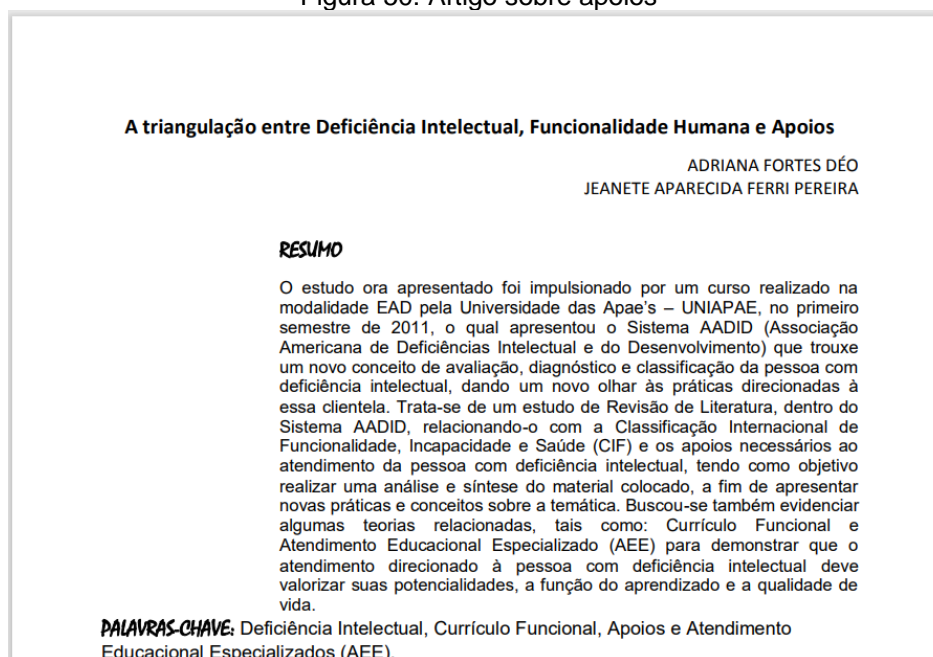 Figura 30: Artigo sobre apoios
A triangulação entre Deficiência Intelectual, Funcionalidade Humana e Apoios
ADRIANA FORTES DÉO
JEANETE APARECIDA FERRI PEREIRA
RESUMO
O estudo ora apresentado foi impulsionado por um curso realizado na
modalidade EAD pela Universidade das Apae's – UNIAPAE, no primeiro
semestre de 2011, o qual apresentou o Sistema AADID (Associação
Americana de Deficiências Intelectual e do Desenvolvimento) que trouxe
um novo conceito de avaliação, diagnóstico e classificação da pessoa com
deficiência intelectual, dando um novo olhar às práticas direcionadas à
essa clientela. Trata-se de um estudo de Revisão de Literatura, dentro do
Sistema AADID, relacionando-o com a Classificação Internacional de
Funcionalidade, Incapacidade e Saúde (CIF) e os apoios necessários ao
atendimento da pessoa com deficiência intelectual, tendo como objetivo
realizar uma análise e síntese do material colocado, a fim de apresentar
novas práticas e conceitos sobre a temática. Buscou-se também evidenciar
algumas teorias relacionadas, tais como: Currículo Funcional e
Atendimento Educacional Especializado (AEE) para demonstrar que o
atendimento direcionado à pessoa com deficiência intelectual deve
valorizar suas potencialidades, a função do aprendizado e a qualidade de
vida.
PALAVRAS-CHAVE: Deficiência Intelectual, Currículo Funcional, Apoios e Atendimento
Educacional Especializados (AEE).